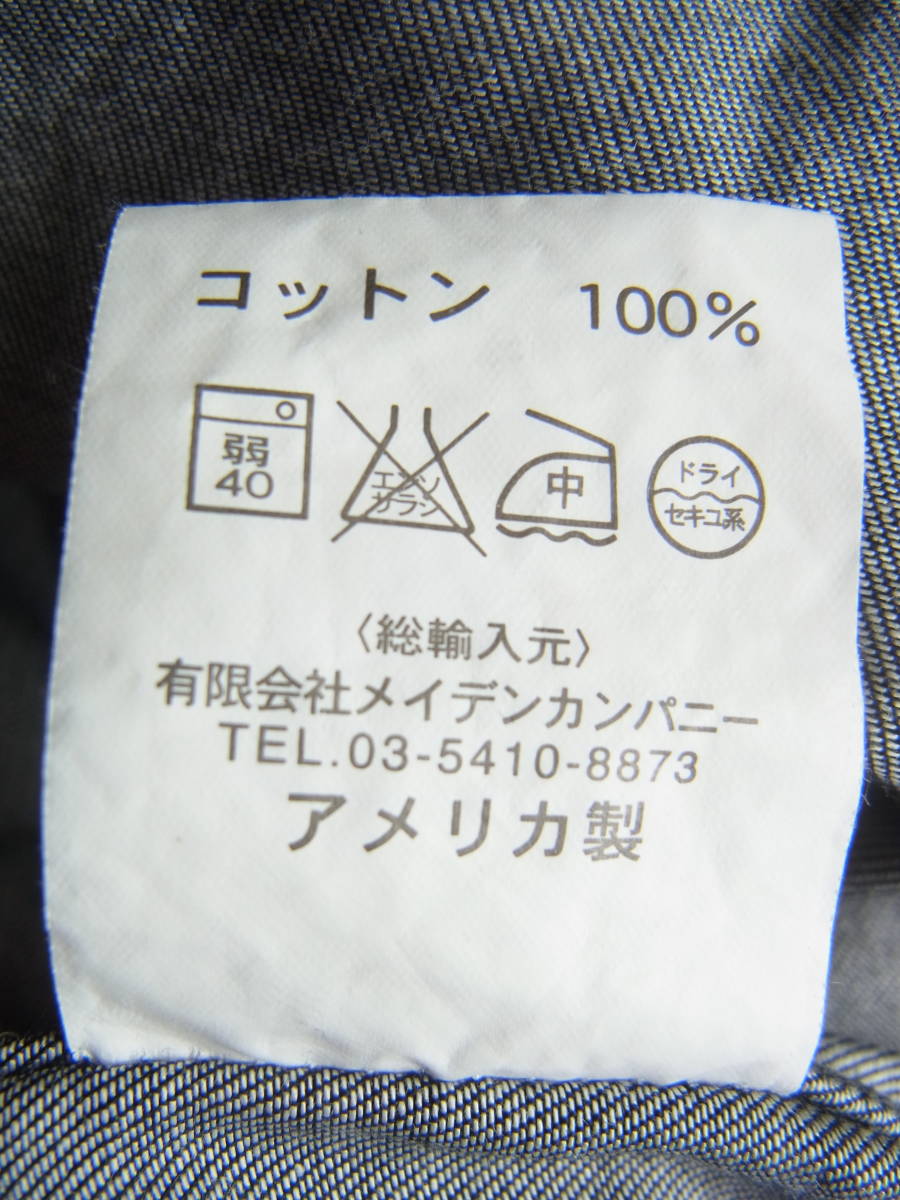 コットン 100%
弱
40
エンソ
サラシ
中
ドライ
セキユ系
〈総輸入元〉
有限会社メイデンカンパニー
TEL.03-5410-8873
アメリカ製